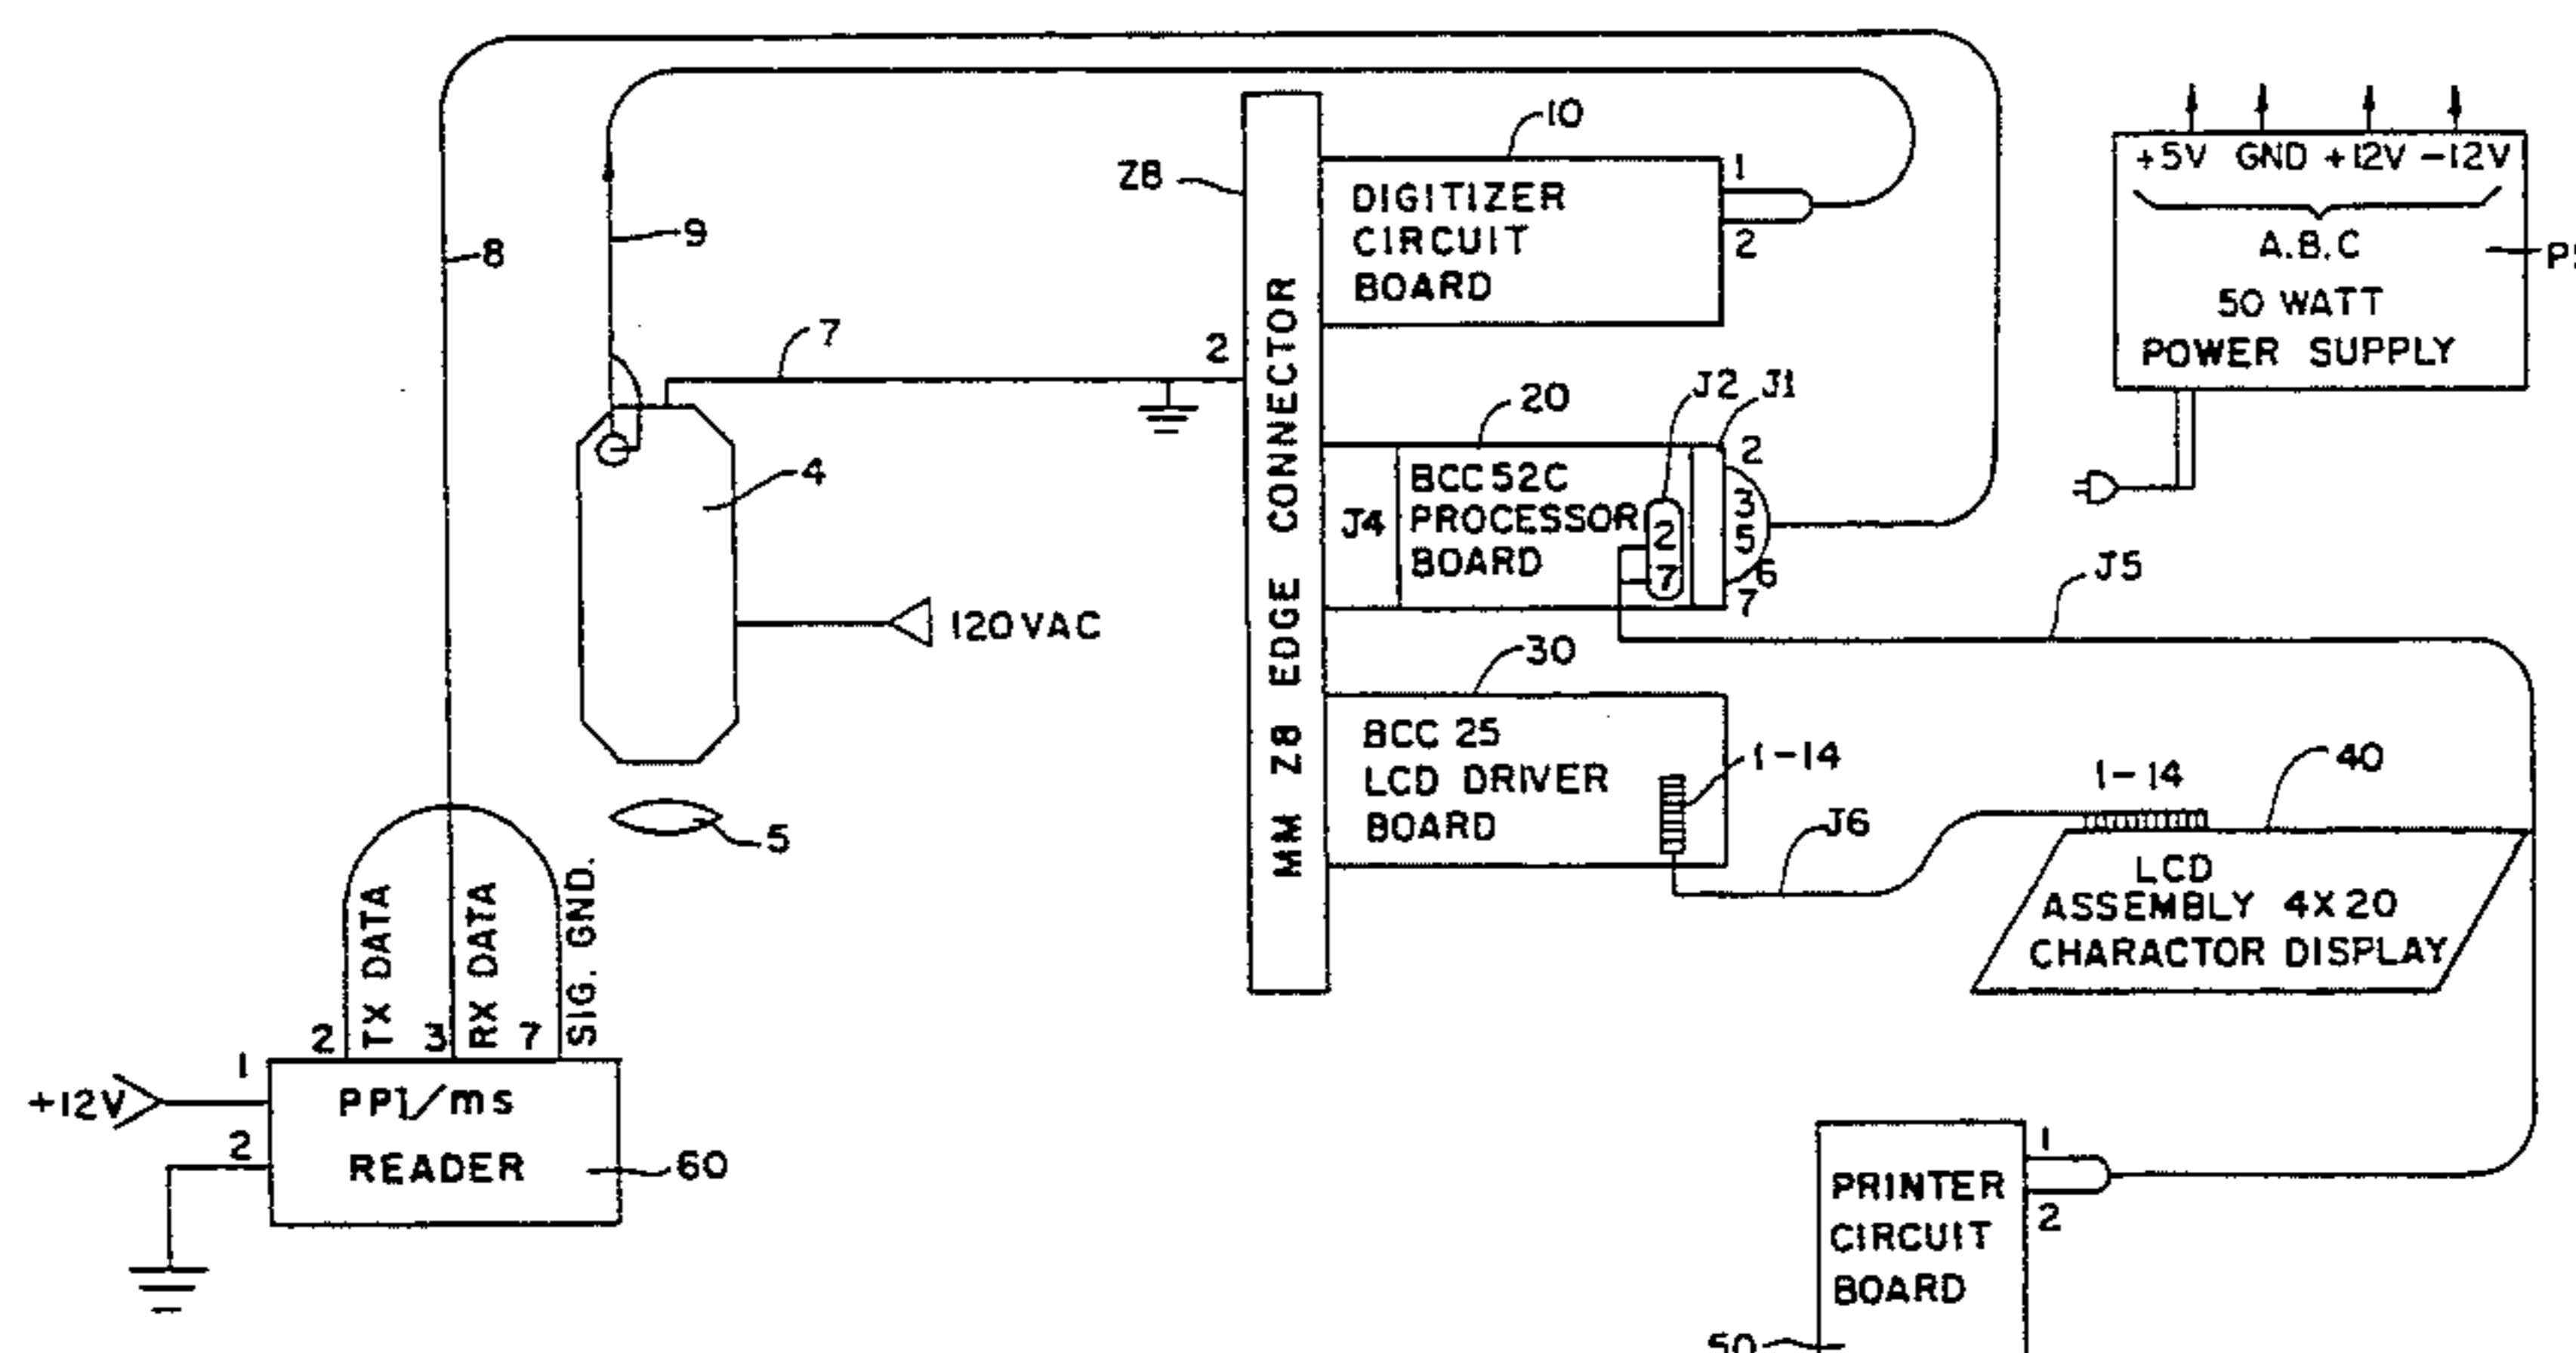 10
Z8
DIGITIZER
CIRCUIT
BOARD
1
2
+5V GND +12V -12V
A.B.C
50 WATT
POWER SUPPLY
8
9
7
2
MM Z8 EDGE CONNECTOR
20
J2
J1
J4
BCC 52C
PROCESSOR
BOARD
2
7
2
3
5
6
7
4
120VAC
J5
30
BCC 25
LCD DRIVER
BOARD
1-14
J6
1-14
40
LCD
ASSEMBLY 4X20
CHARACTOR DISPLAY
5
TX DATA
RX DATA
SIG. GND.
2
3
7
1
+12V
2
PP1/ms
READER
60
PRINTER
CIRCUIT
BOARD
1
2
50